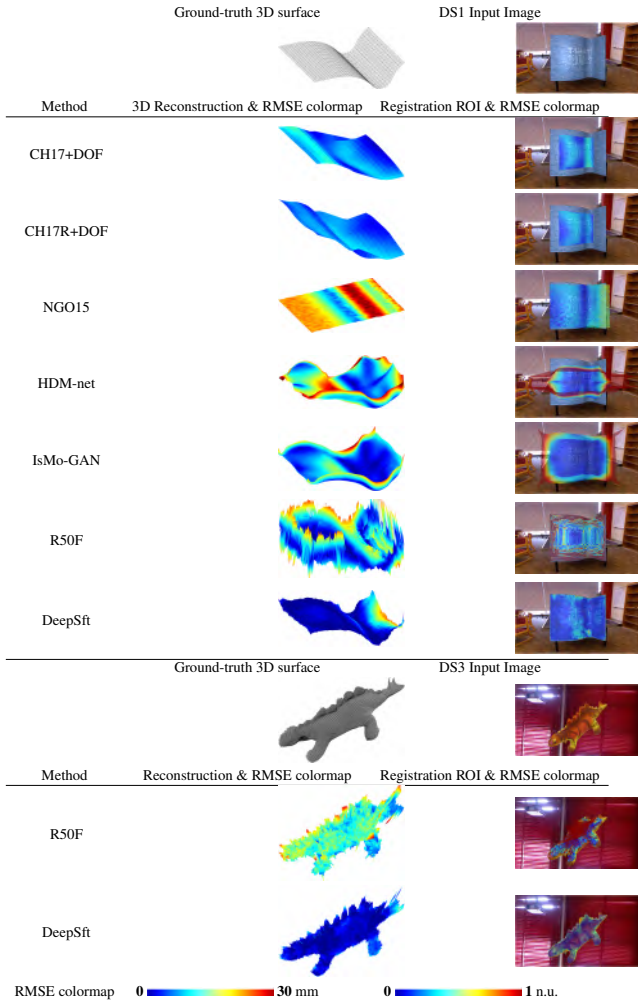 Ground-truth 3D surface DS1 Input Image
Method 3D Reconstruction & RMSE colormap Registration ROI & RMSE colormap
CH17+DOF
CH17R+DOF
NGO15
HDM-net
IsMo-GAN
R50F
DeepSft
Ground-truth 3D surface DS3 Input Image
Method Reconstruction & RMSE colormap Registration ROI & RMSE colormap
R50F
DeepSft
RMSE colormap 0 30 mm 0 1 n.u.